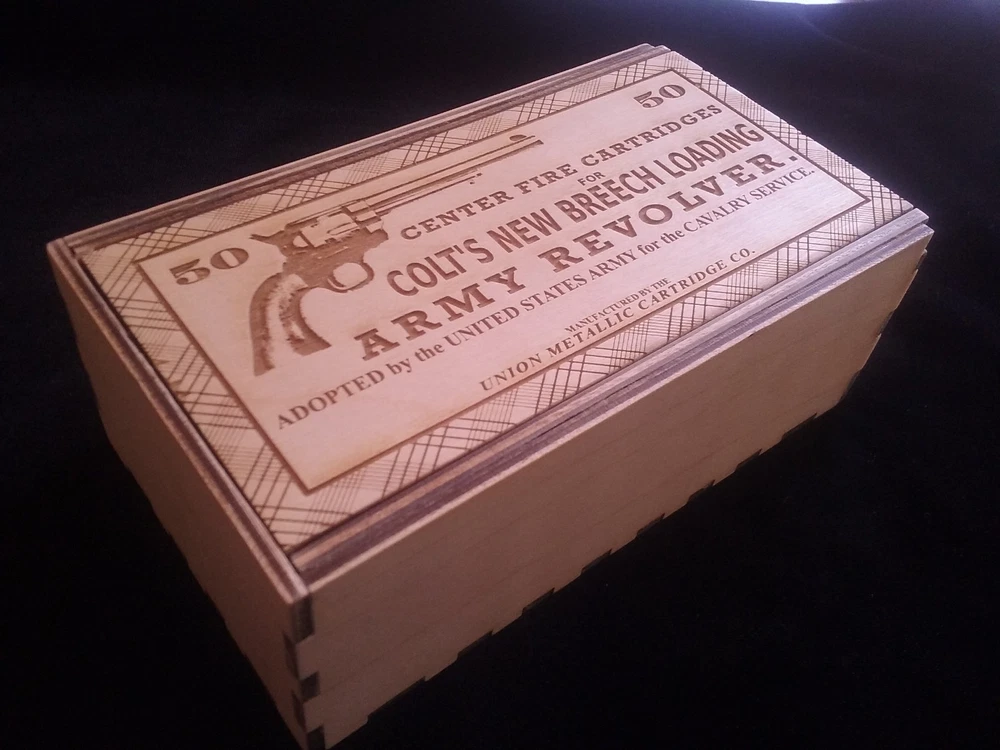 50 50
CENTER FIRE CARTRIDGES
FOR
COLT'S NEW BREECH LOADING
ARMY REVOLVER.
ADOPTED by the UNITED STATES ARMY for the CAVALRY SERVICE.
MANUFACTURED BY THE
UNION METALLIC CARTRIDGE CO.